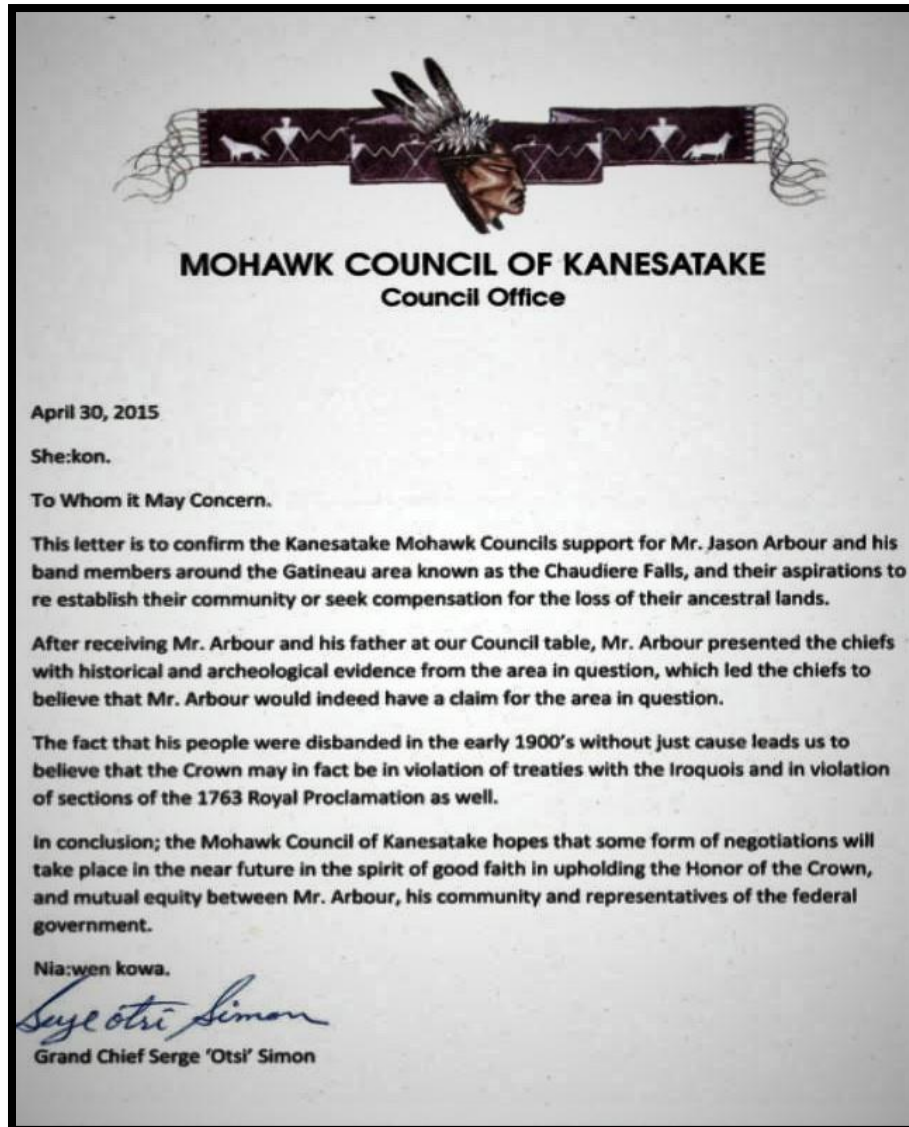 MOHAWK COUNCIL OF KANESATAKE
Council Office
April 30, 2015
She:kon.
To Whom it May Concern.
This letter is to confirm the Kanesatake Mohawk Councils support for Mr. Jason Arbour and his
band members around the Gatineau area known as the Chaudiere Falls, and their aspirations to
re establish their community or seek compensation for the loss of their ancestral lands.
After receiving Mr. Arbour and his father at our Council table, Mr. Arbour presented the chiefs
with historical and archeological evidence from the area in question, which led the chiefs to
believe that Mr. Arbour would indeed have a claim for the area in question.
The fact that his people were disbanded in the early 1900's without just cause leads us to
believe that the Crown may in fact be in violation of treaties with the Iroquois and in violation
of sections of the 1763 Royal Proclamation as well.
In conclusion; the Mohawk Council of Kanesatake hopes that some form of negotiations will
take place in the near future in the spirit of good faith in upholding the Honor of the Crown,
and mutual equity between Mr. Arbour, his community and representatives of the federal
government.
Nia:wen kowa.
Serge Otsi Simon
Grand Chief Serge 'Otsi' Simon